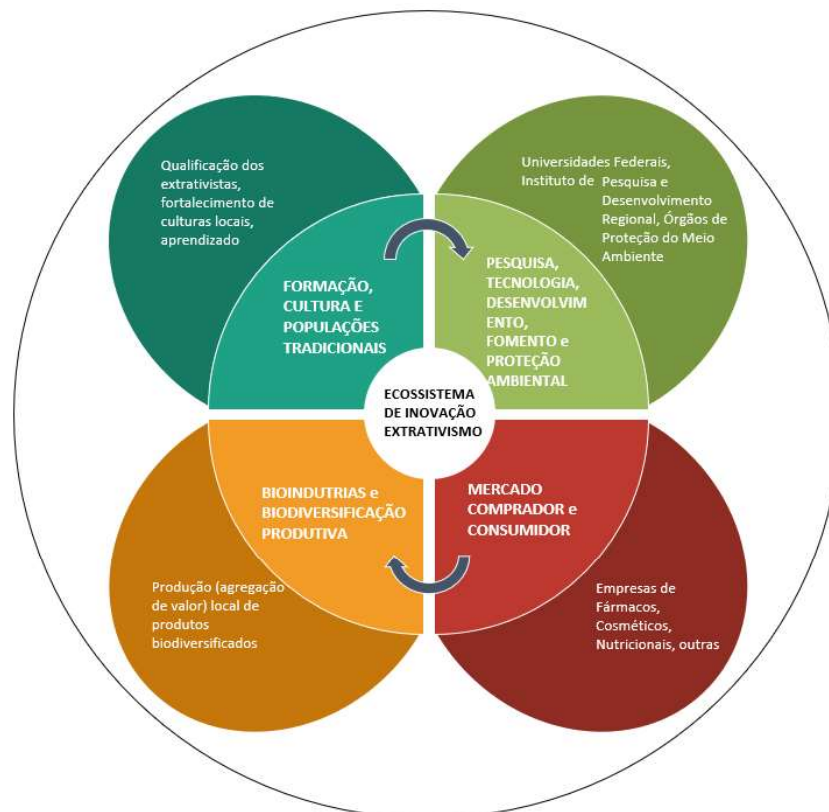 Qualificação dos
extrativistas,
fortalecimento de
culturas locais,
aprendizado
Universidades Federais,
Instituto de Pesquisa e
Desenvolvimento
Regional, Órgãos de
Proteção do Meio
Ambiente
FORMAÇÃO,
CULTURA E
POPULAÇÕES
TRADICIONAIS
PESQUISA,
TECNOLOGIA,
DESENVOLVIM
ENTO,
FOMENTO e
PROTEÇÃO
AMBIENTAL
ECOSSISTEMA
DE INOVAÇÃO
EXTRATIVISMO
BIOINDUTRIAS e
BIODIVERSIFICAÇÃO
PRODUTIVA
MERCADO
COMPRADOR e
CONSUMIDOR
Produção (agregação
de valor) local de
produtos
biodiversificados
Empresas de
Fármacos,
Cosméticos,
Nutricionais, outras